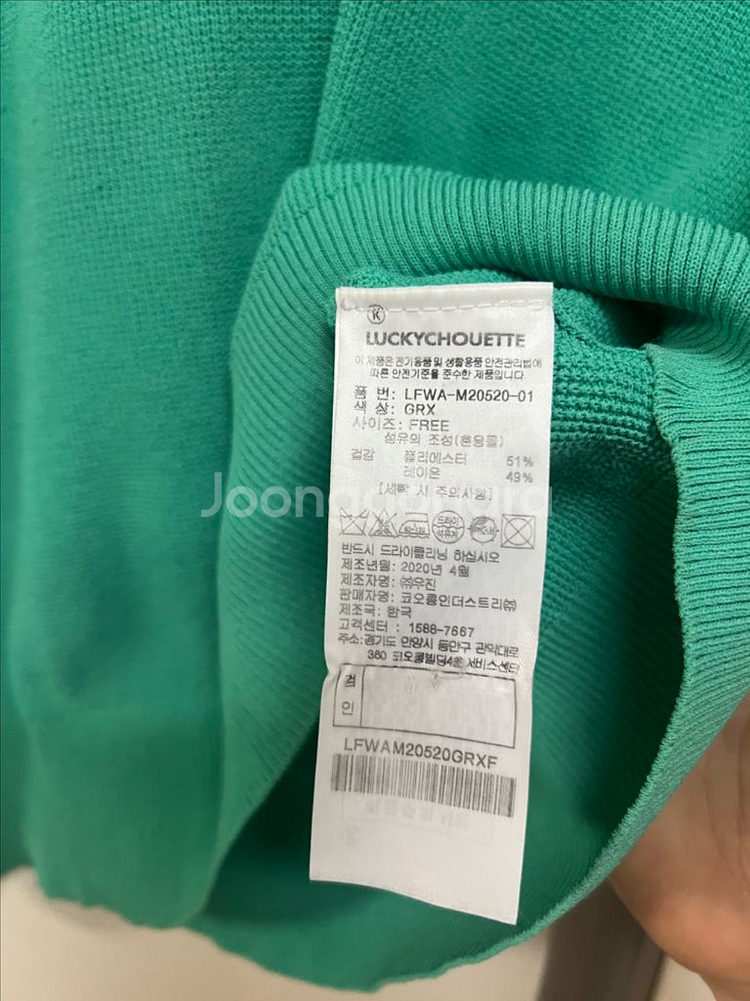 K
LUCKYCHOUETTE
이 제품은 전기용품 및 생활용품 안전관리법에
따른 안전기준을 준수한 제품입니다.
품 번: LFWA-M20520-01
색 상: GRX
사이즈: FREE
섬유의 조성(혼용률)
겉감 폴리에스터 51%
레이온 49%
[세탁 시 주의사항]
드라이
석유계
반드시 드라이클리닝 하십시오
제조년월: 2020년 4월
제조자명: ㈜우진
판매자명: 코오롱인더스트리㈜
제조국: 한국
고객센터 : 1588-7667
주소: 경기도 안양시 동안구 관악대로
360 코오롱빌딩4층 서비스센터
검
인
LFWAM20520GRXF